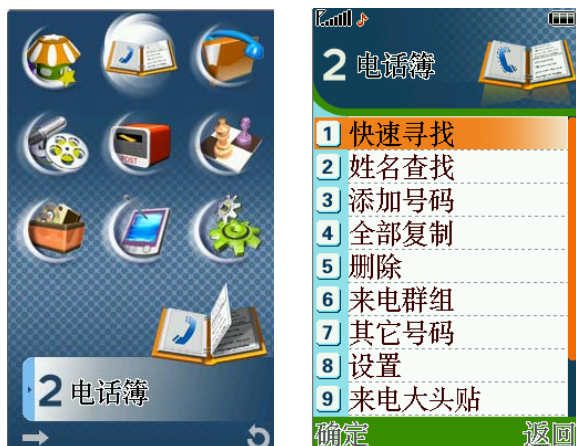 POST
2 电话簿
2 电话簿
1 快速寻找
2 姓名查找
3 添加号码
4 全部复制
5 删除
6 来电群组
7 其它号码
8 设置
9 来电大头贴
确定 返回